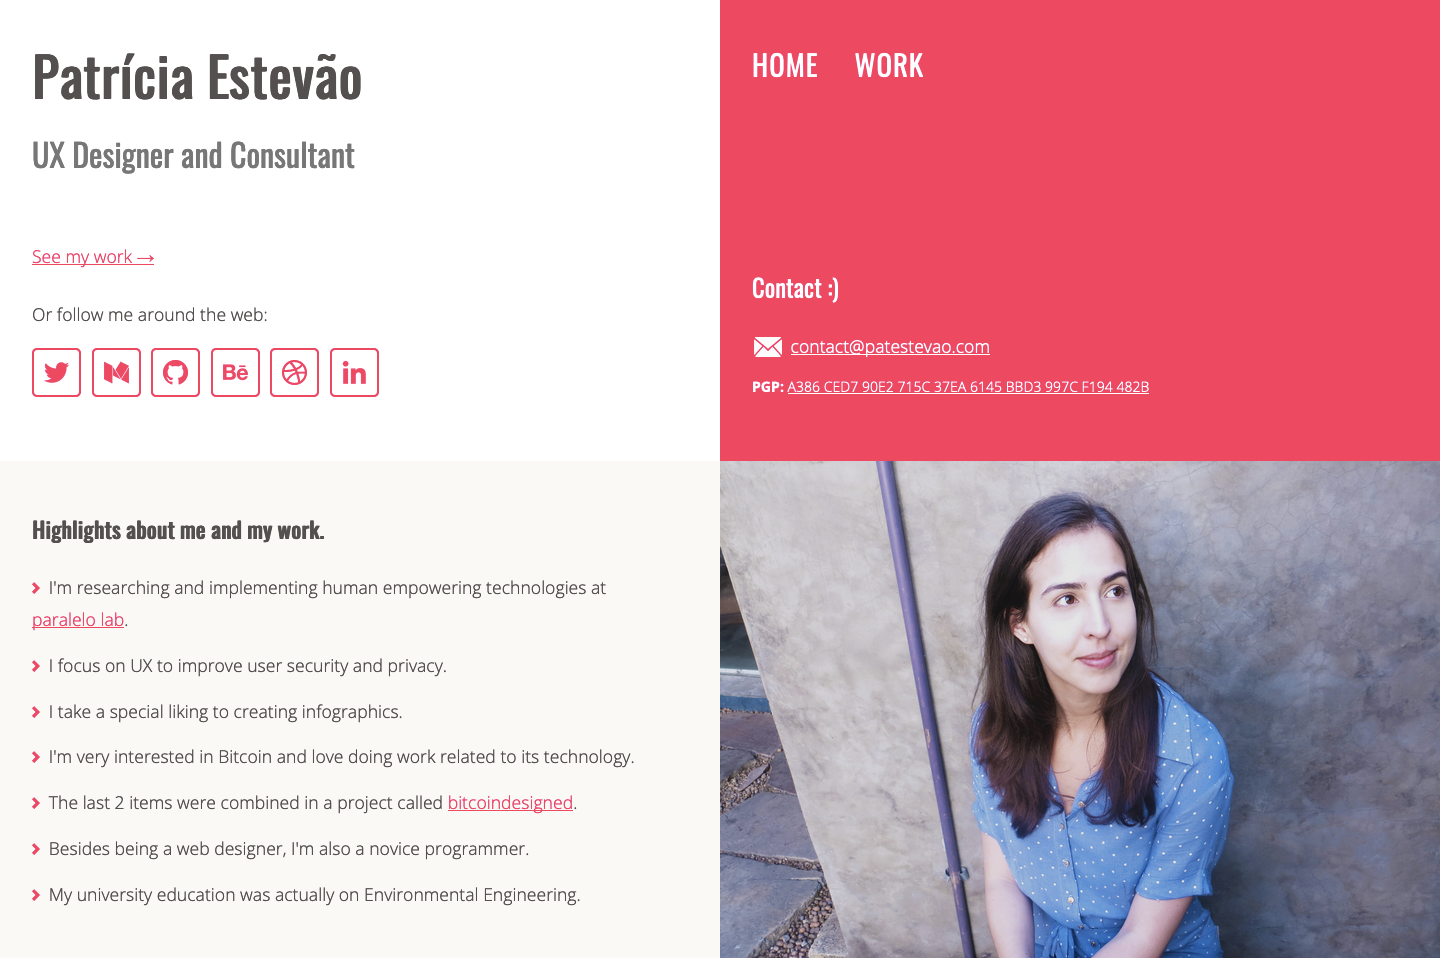 Patrícia Estevão
UX Designer and Consultant
See my work →
Or follow me around the web:
Bē
in
HOME WORK
Contact :)
contact@patestevao.com
PGP: A386 CED7 90E2 715C 37EA 6145 BBD3 997C F194 482B
Highlights about me and my work.
I'm researching and implementing human empowering technologies at
paralelo lab.
I focus on UX to improve user security and privacy.
I take a special liking to creating infographics.
I'm very interested in Bitcoin and love doing work related to its technology.
The last 2 items were combined in a project called bitcoindesigned.
Besides being a web designer, I'm also a novice programmer.
My university education was actually on Environmental Engineering.